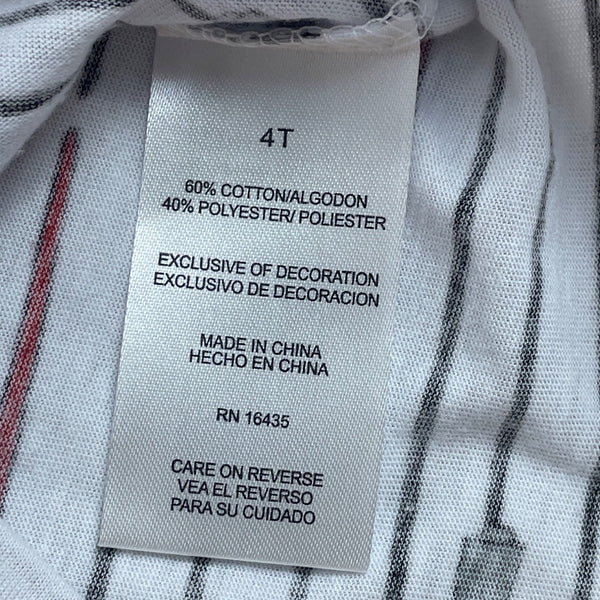 4T
60% COTTON/ALGODON
40% POLYESTER/ POLIESTER
EXCLUSIVE OF DECORATION
EXCLUSIVO DE DECORACION
MADE IN CHINA
HECHO EN CHINA
RN 16435
CARE ON REVERSE
VEA EL REVERSO
PARA SU CUIDADO